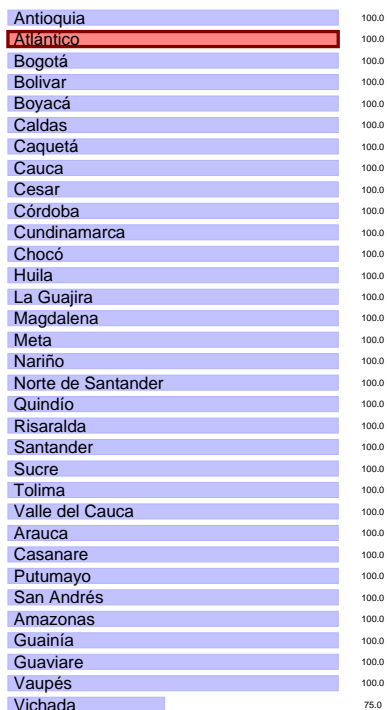 Antioquia 100.0
Atlántico 100.0
Bogotá 100.0
Bolivar 100.0
Boyacá 100.0
Caldas 100.0
Caquetá 100.0
Cauca 100.0
Cesar 100.0
Córdoba 100.0
Cundinamarca 100.0
Chocó 100.0
Huila 100.0
La Guajira 100.0
Magdalena 100.0
Meta 100.0
Nariño 100.0
Norte de Santander 100.0
Quindío 100.0
Risaralda 100.0
Santander 100.0
Sucre 100.0
Tolima 100.0
Valle del Cauca 100.0
Arauca 100.0
Casanare 100.0
Putumayo 100.0
San Andrés 100.0
Amazonas 100.0
Guainía 100.0
Guaviare 100.0
Vaupés 100.0
Vichada 75.0